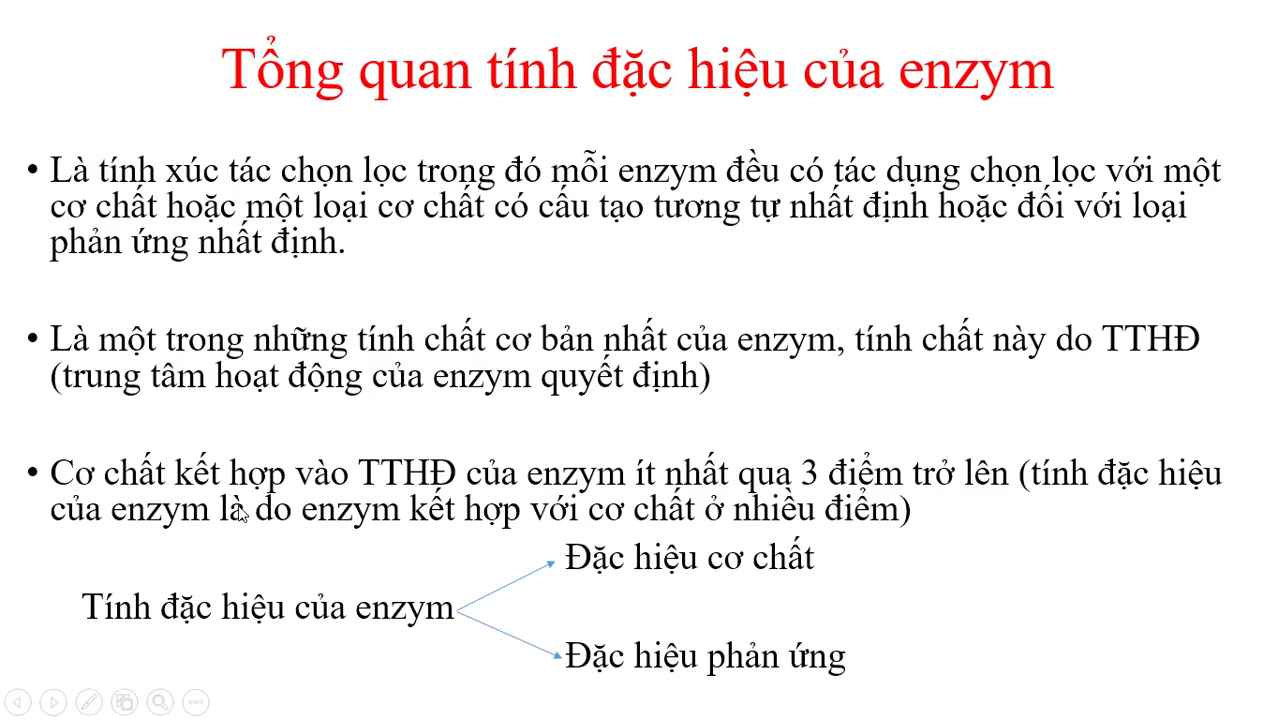 Tổng quan tính đặc hiệu của enzym
• Là tính xúc tác chọn lọc trong đó mỗi enzym đều có tác dụng chọn lọc với một
cơ chất hoặc một loại cơ chất có cấu tạo tương tự nhất định hoặc đối với loại
phản ứng nhất định.
• Là một trong những tính chất cơ bản nhất của enzym, tính chất này do TTHĐ
(trung tâm hoạt động của enzym quyết định)
• Cơ chất kết hợp vào TTHĐ của enzym ít nhất qua 3 điểm trở lên (tính đặc hiệu
của enzym là do enzym kết hợp với cơ chất ở nhiều điểm)
Đặc hiệu cơ chất
Tính đặc hiệu của enzym
Đặc hiệu phản ứng